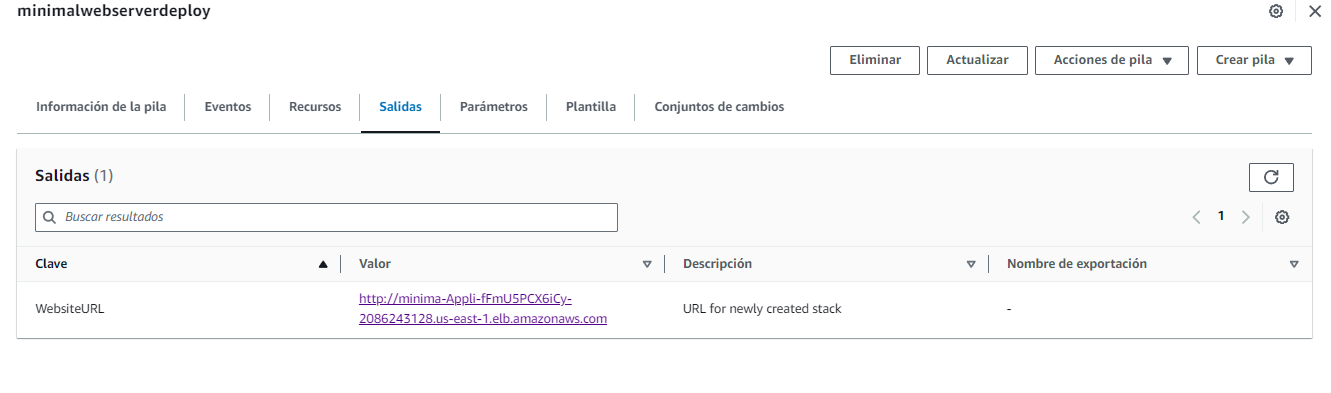 minimalwebserverdeploy
Eliminar
Actualizar
Acciones de pila
Crear pila
Información de la pila
Eventos
Recursos
Salidas
Parámetros
Plantilla
Conjuntos de cambios
Salidas (1)
Buscar resultados
1
Clave
Valor
Descripción
Nombre de exportación
WebsiteURL
http://minima-Appli-fFmU5PCX6iCy-
2086243128.us-east-1.elb.amazonaws.com
URL for newly created stack
-